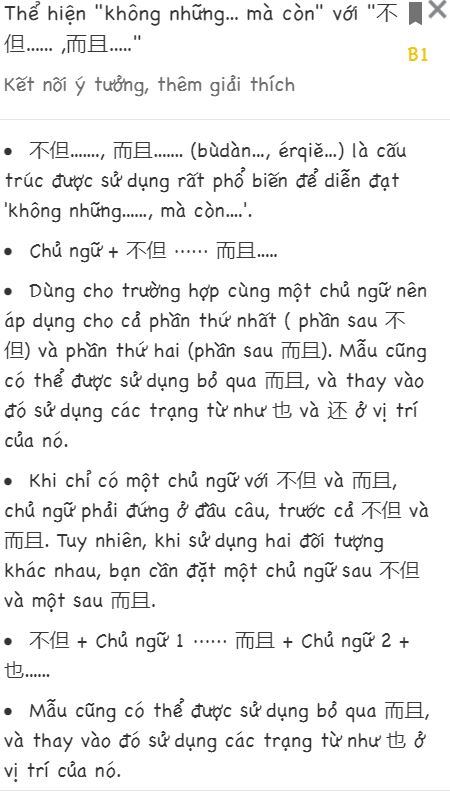 Thể hiện "không những... mà còn" với "不
但...... ,而且....."
B1
Kết nối ý tưởng, thêm giải thích
• 不但......., 而且....... (bùdàn..., érqiě...) là cấu
trúc được sử dụng rất phổ biến để diễn đạt
'không những......, mà còn....'.
• Chủ ngữ + 不但 ⋯⋯ 而且.....
• Dùng cho trường hợp cùng một chủ ngữ nên
áp dụng cho cả phần thứ nhất ( phần sau 不
但) và phần thứ hai (phần sau 而且). Mẫu cũng
có thể được sử dụng bỏ qua 而且, và thay vào
đó sử dụng các trạng từ như 也 và 还 ở vị trí
của nó.
• Khi chỉ có một chủ ngữ với 不但 và 而且,
chủ ngữ phải đứng ở đầu câu, trước cả 不但 và
而且. Tuy nhiên, khi sử dụng hai đối tượng
khác nhau, bạn cần đặt một chủ ngữ sau 不但
và một sau 而且.
• 不但 + Chủ ngữ 1 ⋯⋯ 而且 + Chủ ngữ 2 +
也......
• Mẫu cũng có thể được sử dụng bỏ qua 而且,
và thay vào đó sử dụng các trạng từ như 也 ở
vị trí của nó.